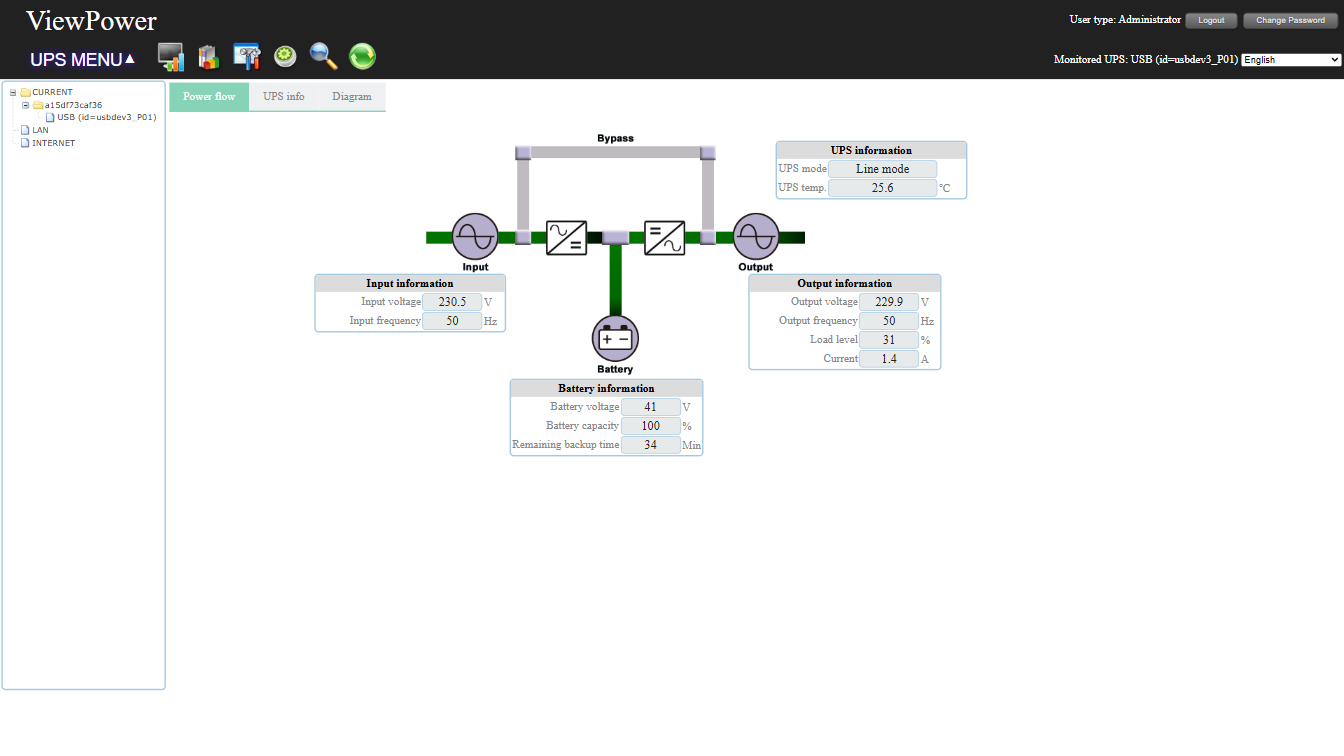 ViewPower
User type: Administrator Logout Change Password
UPS MENU▲
Monitored UPS: USB (id=usbdev3_P01) English
CURRENT
a15df73caf36
USB (id=usbdev3_P01)
LAN
INTERNET
Power flow UPS info Diagram
Bypass
UPS information
UPS mode Line mode
UPS temp. 25.6 °C
Input
Output
Input information
Input voltage 230.5 V
Input frequency 50 Hz
Output information
Output voltage 229.9 V
Output frequency 50 Hz
Load level 31 %
Current 1.4 A
Battery
Battery information
Battery voltage 41 V
Battery capacity 100 %
Remaining backup time 34 Min